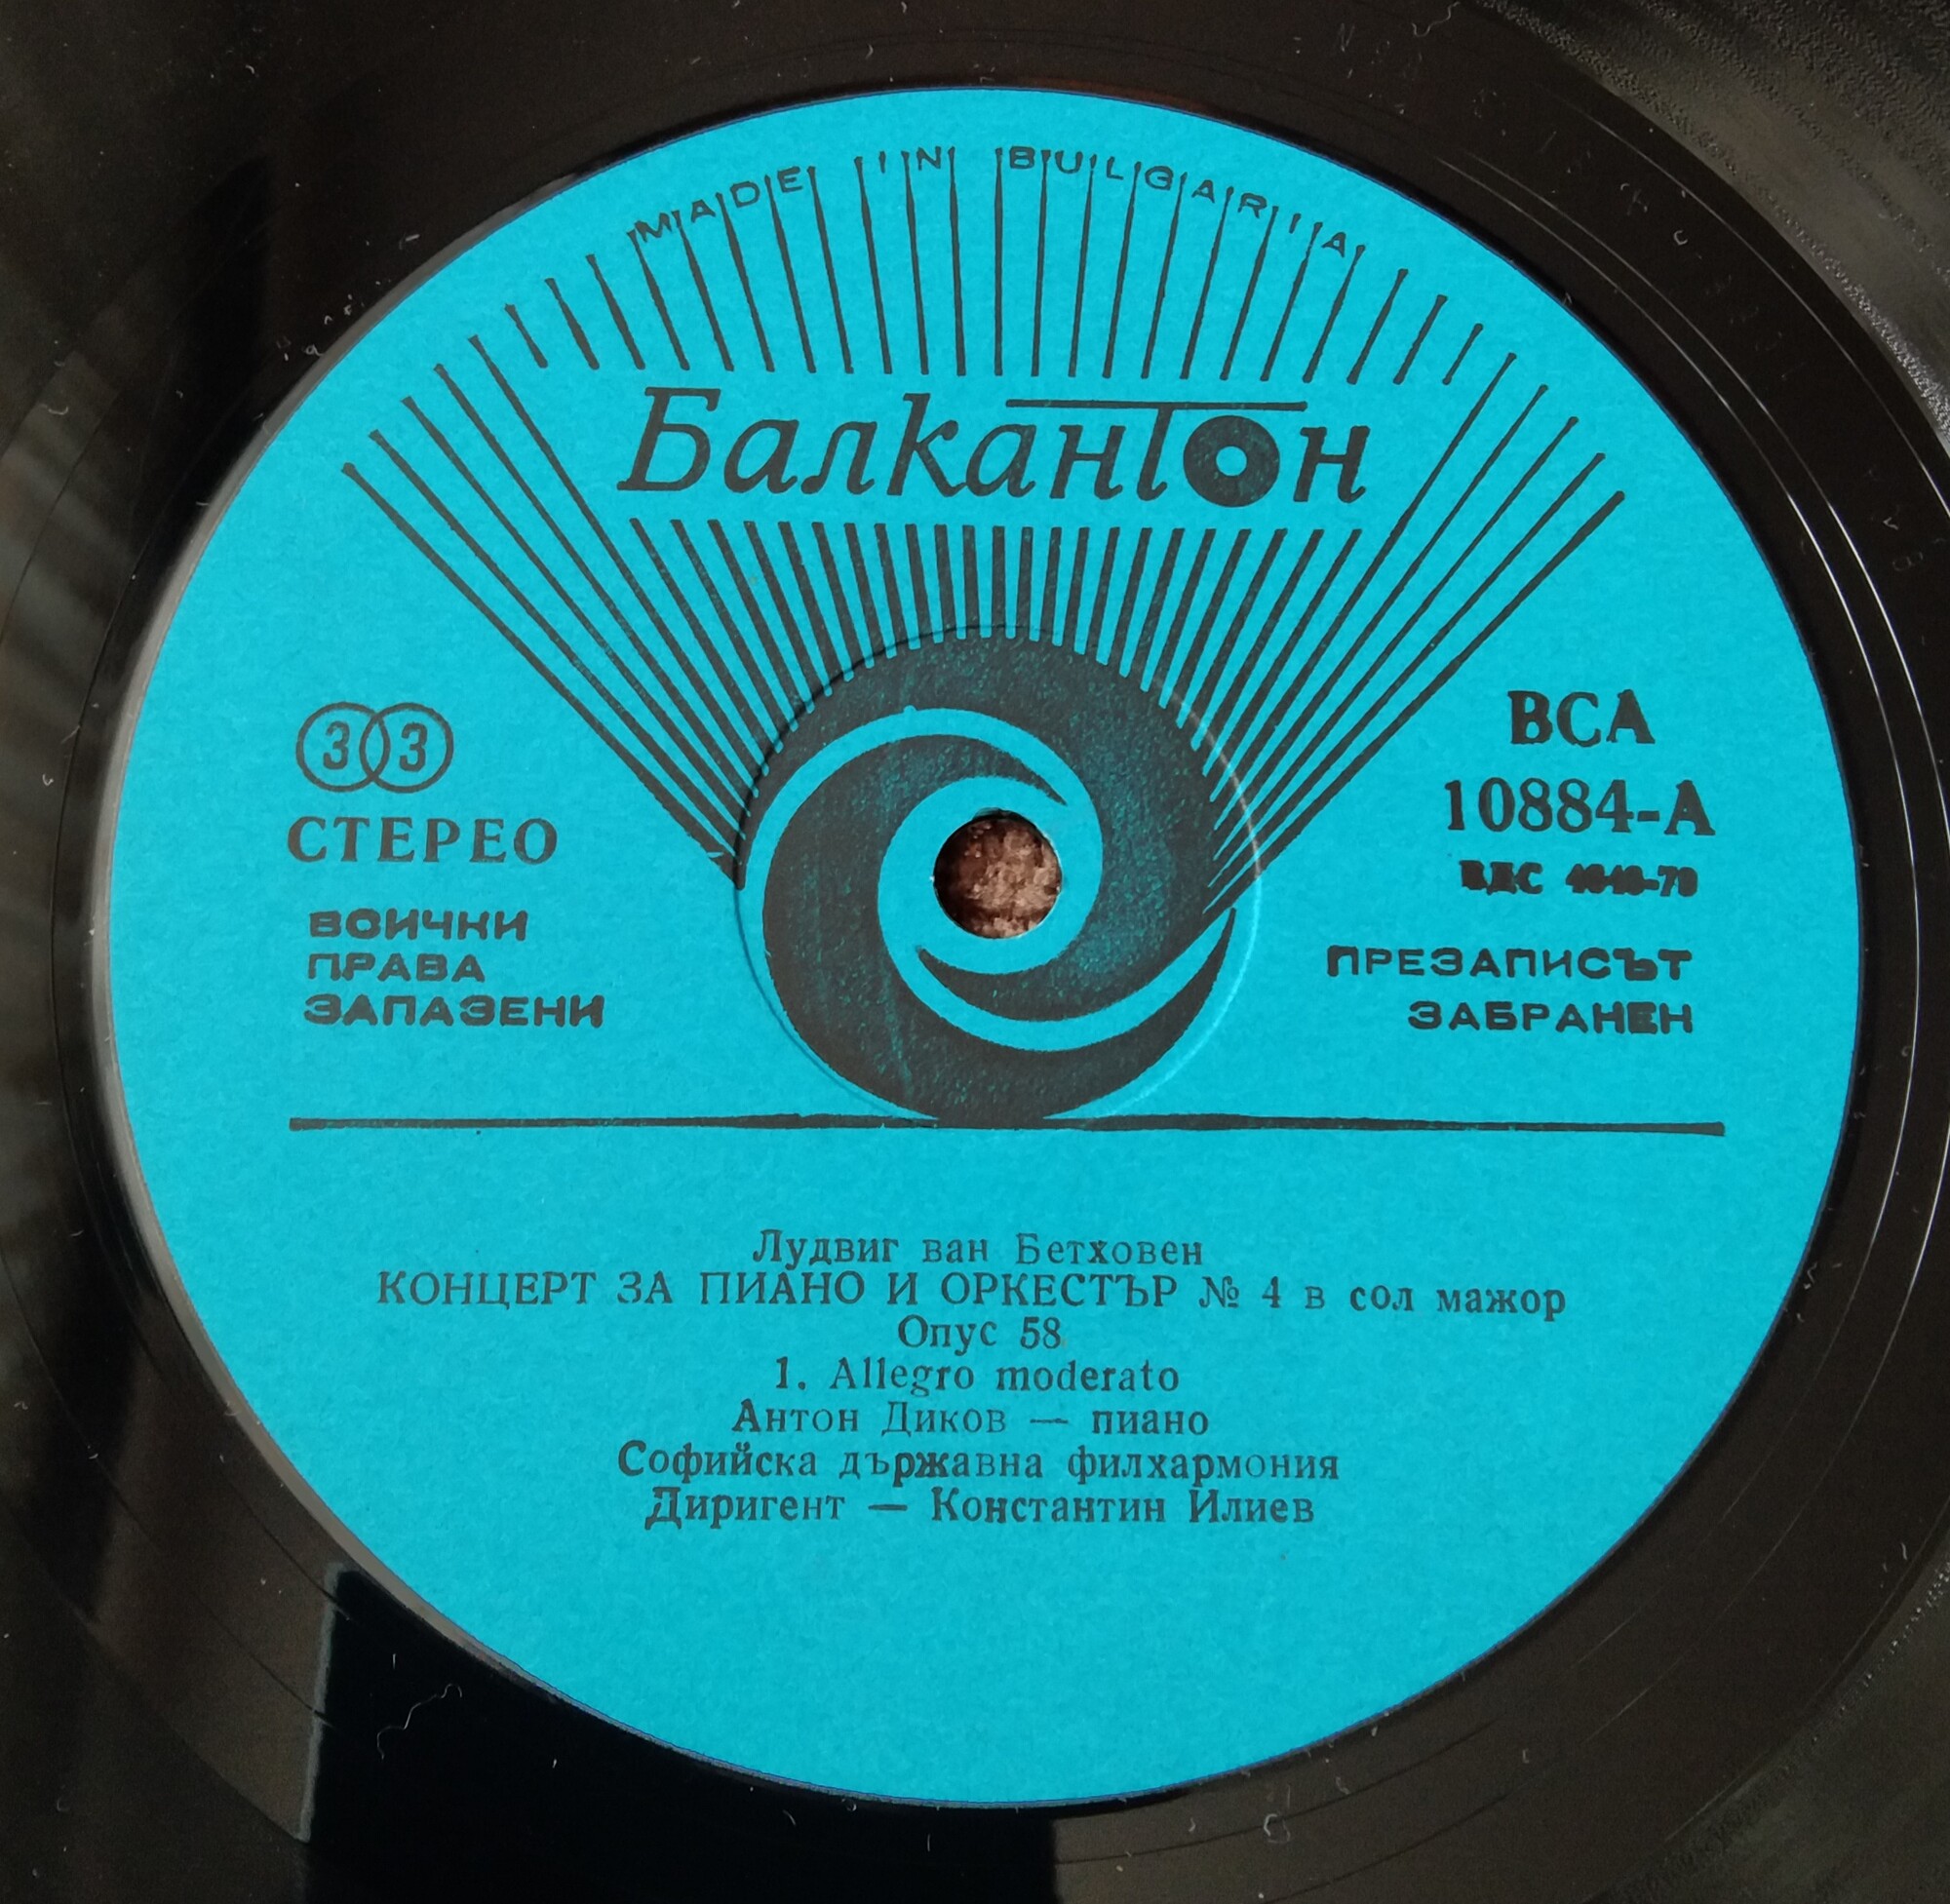 MADE IN BULGARIA
Балкантон
33
СТЕРЕО
ВСИЧКИ
ПРАВА
ЗАПАЗЕНИ
ВСА
10884-А
ВДС
ПРЕЗАПИСЪТ
ЗАБРАНЕН
Лудвиг ван Бетховен
КОНЦЕРТ ЗА ПИАНО И ОРКЕСТЪР № 4 в сол мажор
Опус 58
1. Allegro moderato
Антон Диков — пиано
Софийска държавна филхармония
Диригент — Константин Илиев